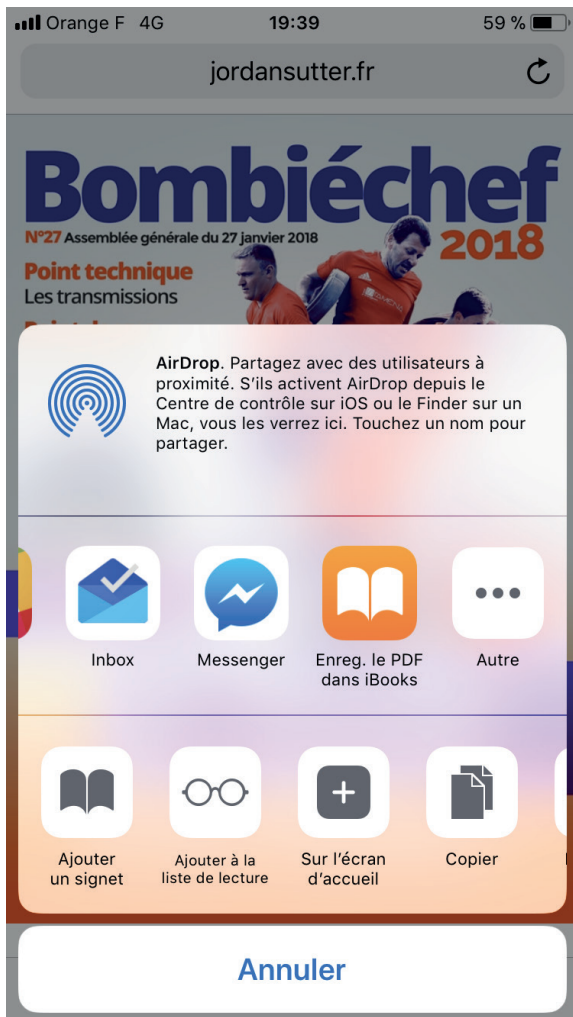 Orange F 4G 19:39 59 %
jordansutter.fr
Bombiéchef
N°27 Assemblée générale du 27 janvier 2018
2018
Point technique
Les transmissions
AirDrop. Partagez avec des utilisateurs à
proximité. S'ils activent AirDrop depuis le
Centre de contrôle sur iOS ou le Finder sur un
Mac, vous les verrez ici. Touchez un nom pour
partager.
Inbox
Messenger
Enreg. le PDF
dans iBooks
Autre
Ajouter
un signet
Ajouter à la
liste de lecture
Sur l'écran
d'accueil
Copier
Annuler